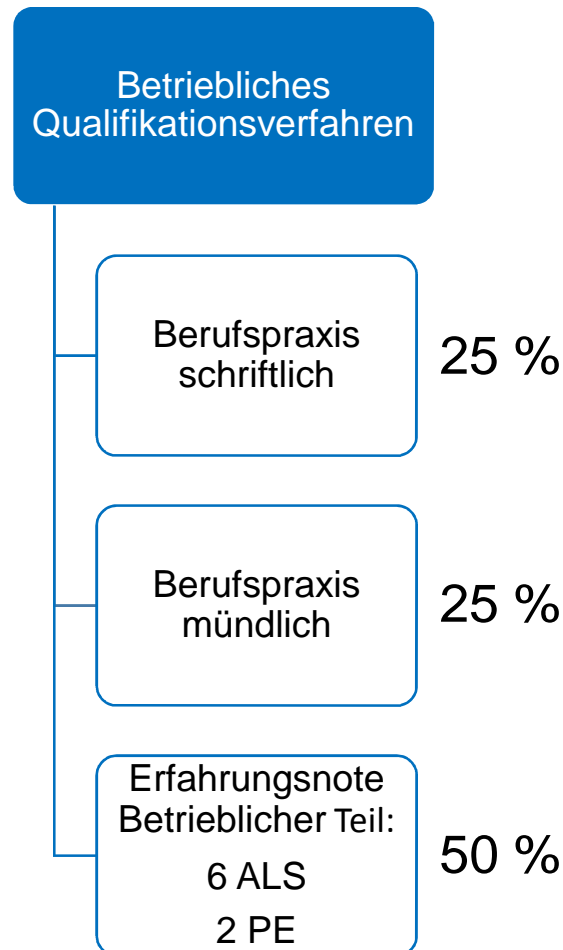 Betriebliches
Qualifikationsverfahren
Berufspraxis
schriftlich
25 %
Berufspraxis
mündlich
25 %
Erfahrungsnote
Betrieblicher Teil:
6 ALS
2 PE
50 %